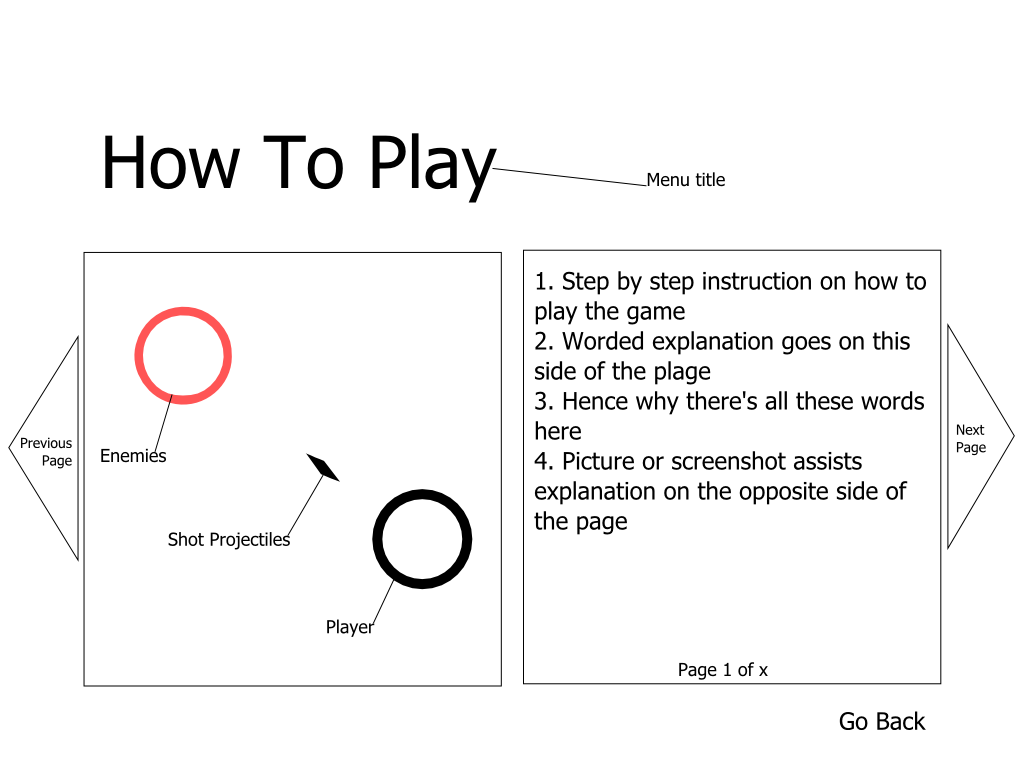 How To Play
Menu title
Enemies
Shot Projectiles
Player
Previous
Page
1. Step by step instruction on how to
play the game
2. Worded explanation goes on this
side of the plage
3. Hence why there's all these words
here
4. Picture or screenshot assists
explanation on the opposite side of
the page
Page 1 of x
Next
Page
Go Back